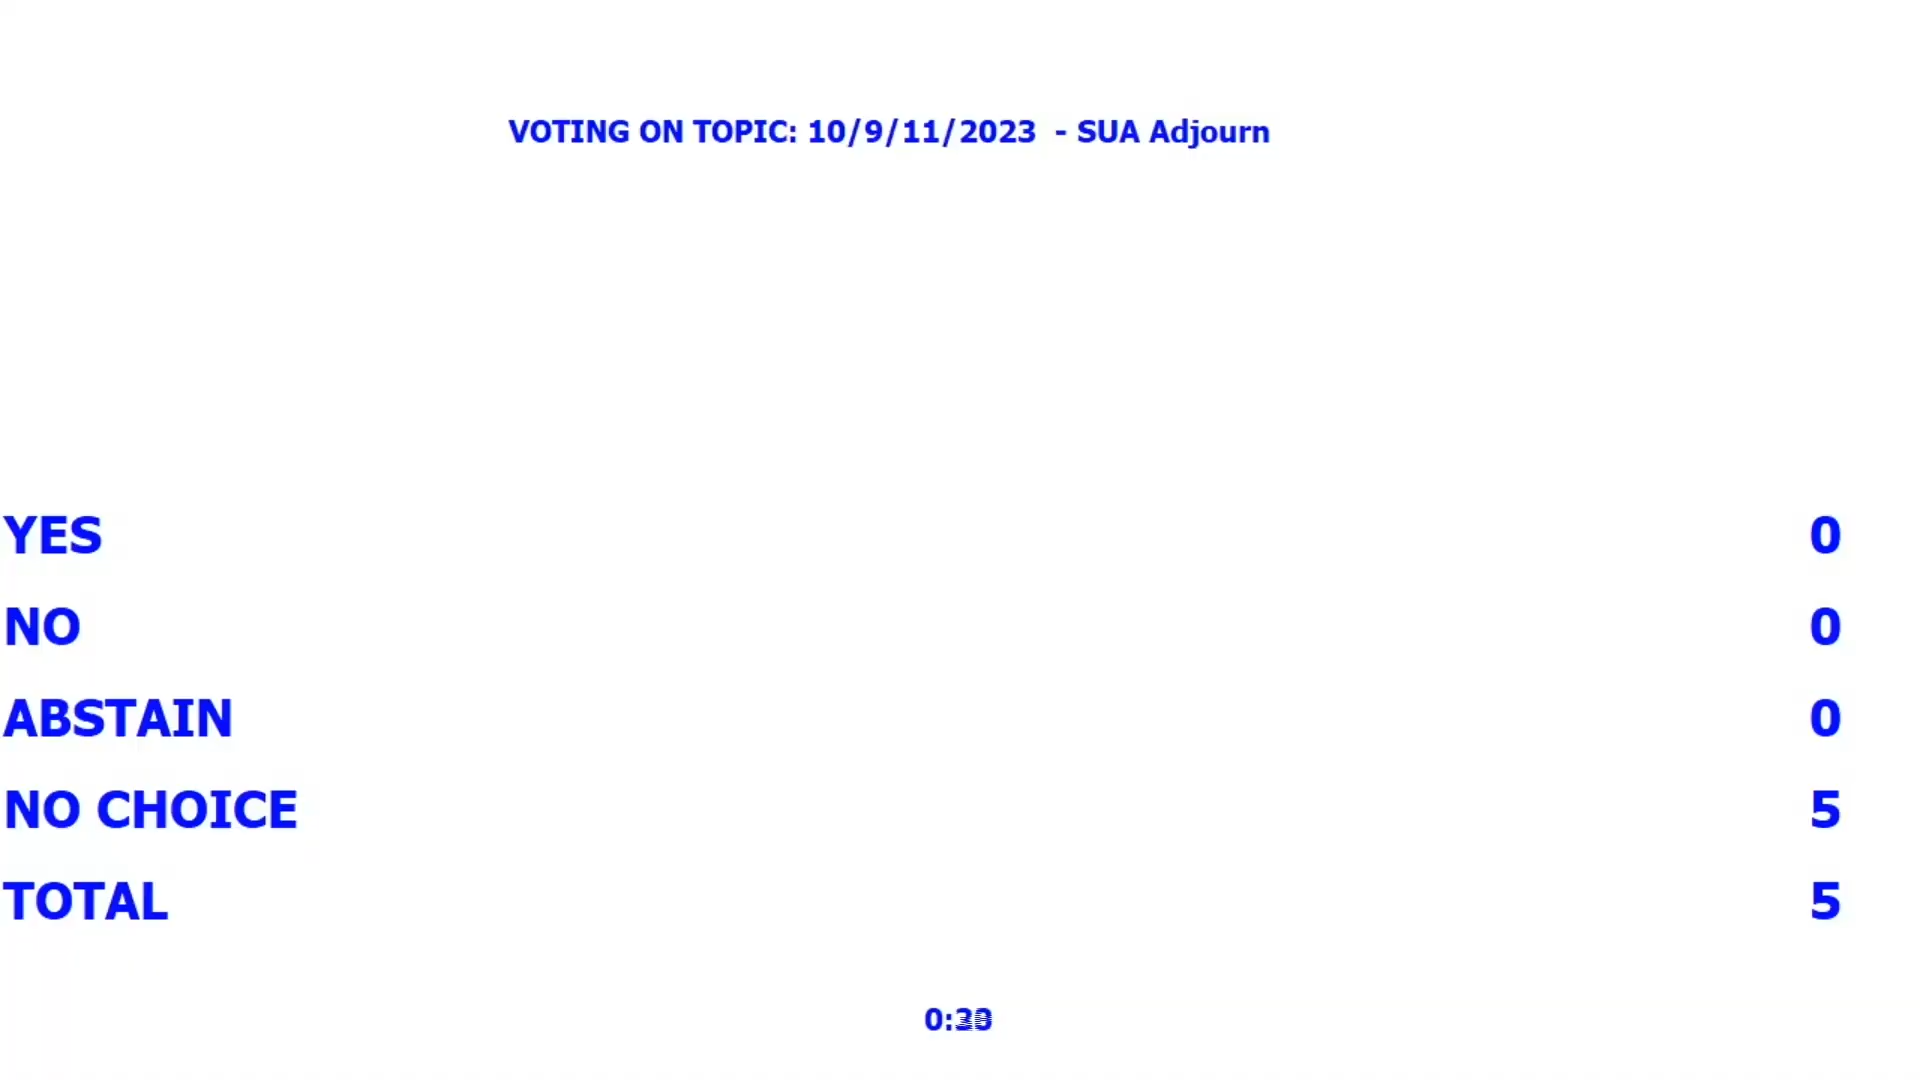 VOTING ON TOPIC: 10/9/11/2023 - SUA Adjourn
YES 0
NO 0
ABSTAIN 0
NO CHOICE 5
TOTAL 5